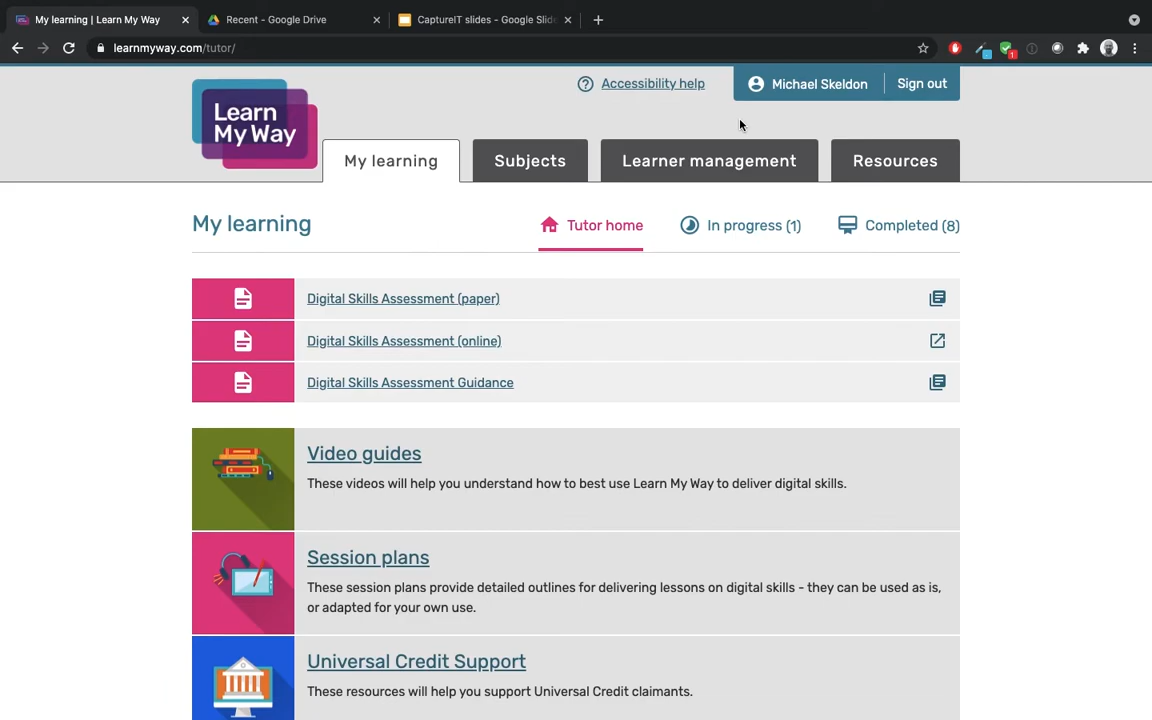 My learning | Learn My Way
Recent - Google Drive
CaptureIT slides - Google Slid
learnmyway.com/tutor/
1
Accessibility help
Michael Skeldon
Sign out
Learn
My Way
My learning
Subjects
Learner management
Resources
My learning
Tutor home
In progress (1)
Completed (8)
Digital Skills Assessment (paper)
Digital Skills Assessment (online)
Digital Skills Assessment Guidance
Video guides
These videos will help you understand how to best use Learn My Way to deliver digital skills.
Session plans
These session plans provide detailed outlines for delivering lessons on digital skills - they can be used as is,
or adapted for your own use.
Universal Credit Support
These resources will help you support Universal Credit claimants.